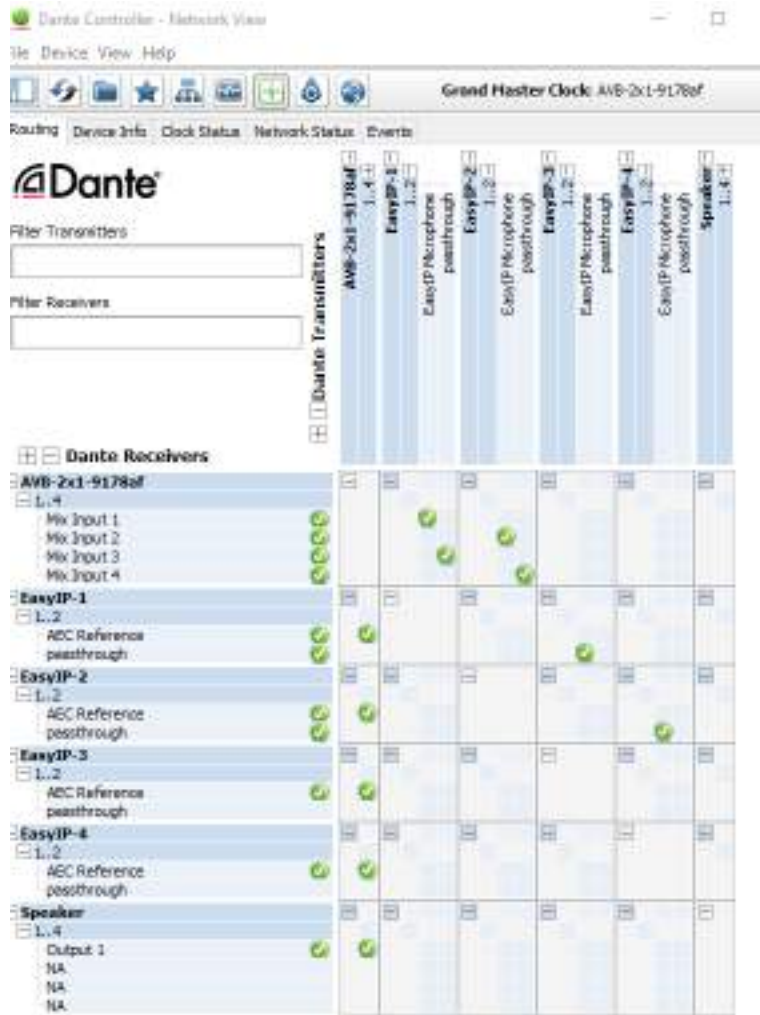 Dante Controller - Network View
ile Device View Help
Grand Master Clock: AVB-2x1-9178af
Routing Device Info Clock Status Network Status Events
Dante
Filter Transmitters
Filter Receivers
Dante Transmitters
AVB-2x1-9178af
1..4
EasyIP-1
1..2
EasyIP Microphone
passthrough
EasyIP-2
1..2
EasyIP Microphone
passthrough
EasyIP-3
1..2
EasyIP Microphone
passthrough
EasyIP-4
1..2
EasyIP Microphone
passthrough
Speaker
1..4
Dante Receivers
AVB-2x1-9178af
1..4
Mix Input 1
Mix Input 2
Mix Input 3
Mix Input 4
EasyIP-1
1..2
AEC Reference
passthrough
EasyIP-2
1..2
AEC Reference
passthrough
EasyIP-3
1..2
AEC Reference
passthrough
EasyIP-4
1..2
AEC Reference
passthrough
Speaker
1..4
Output 1
NA
NA
NA